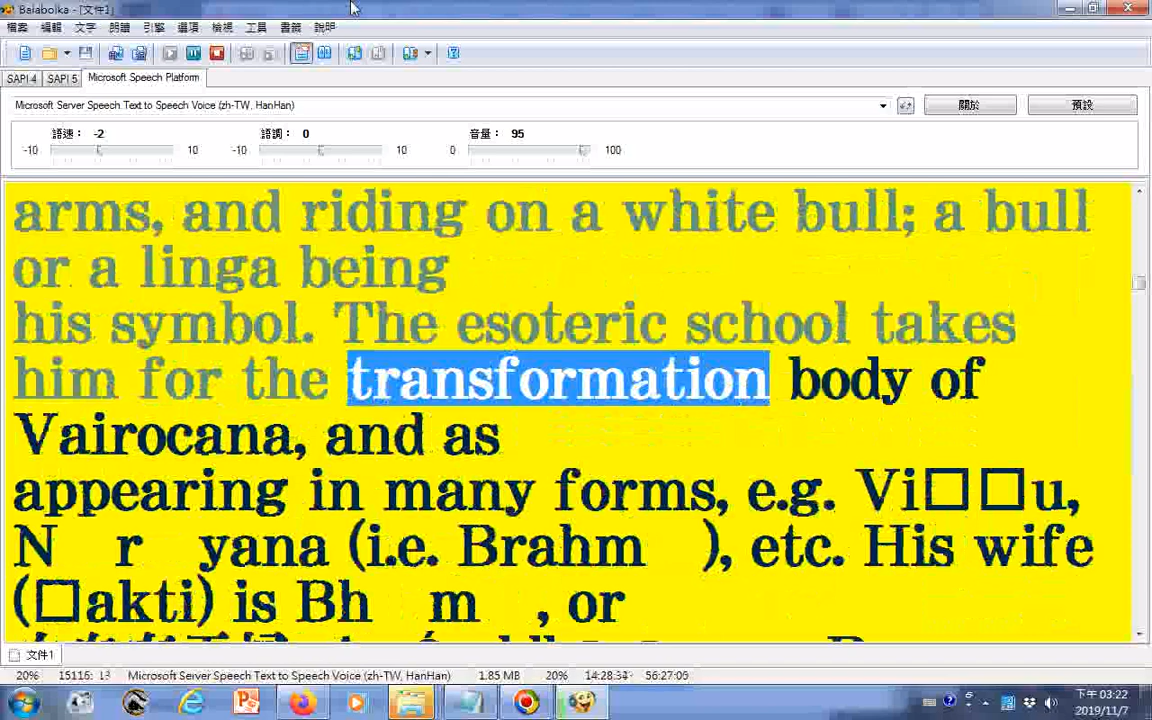 Balabolka - [文件1]
檔案 編輯 文字 朗讀 引擎 選項 檢視 工具 書籤 說明
SAPI 4 SAPI 5 Microsoft Speech Platform
Microsoft Server Speech Text to Speech Voice (zh-TW, HanHan) 關於 預設
語速： -2 語調： 0 音量： 95
-10 10 -10 10 0 100
arms, and riding on a white bull; a bull
or a linga being
his symbol. The esoteric school takes
him for the transformation body of
Vairocana, and as
appearing in many forms, e.g. Vi□□u,
N r yana (i.e. Brahm ), etc. His wife
(□akti) is Bh m , or
文件1
20% 15116: 13 Microsoft Server Speech Text to Speech Voice (zh-TW, HanHan) 1.85 MB 20% 14:28:34 56:27:05
下午 03:22
2019/11/7